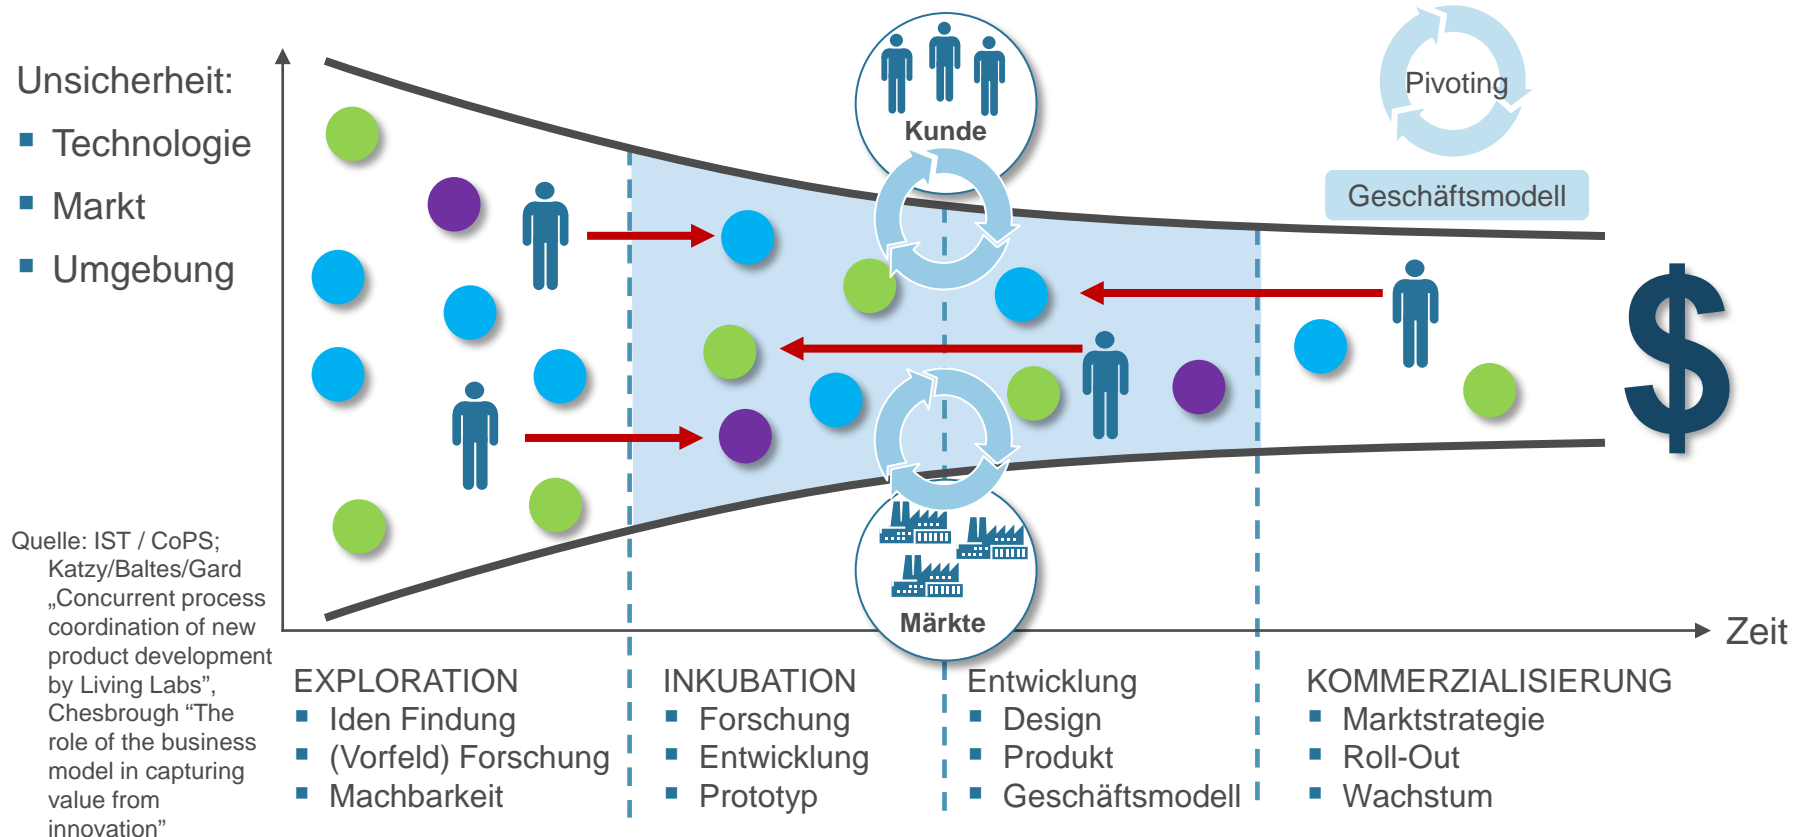 Unsicherheit:
Technologie
Markt
Umgebung
Kunde
Pivoting
Geschäftsmodell
$
Märkte
Zeit
Quelle: IST / CoPS;
Katzy/Baltes/Gard
„Concurrent process
coordination of new
product development
by Living Labs”,
Chesbrough “The
role of the business
model in capturing
value from
innovation”
EXPLORATION
Iden Findung
(Vorfeld) Forschung
Machbarkeit
INKUBATION
Forschung
Entwicklung
Prototyp
Entwicklung
Design
Produkt
Geschäftsmodell
KOMMERZIALISIERUNG
Marktstrategie
Roll-Out
Wachstum